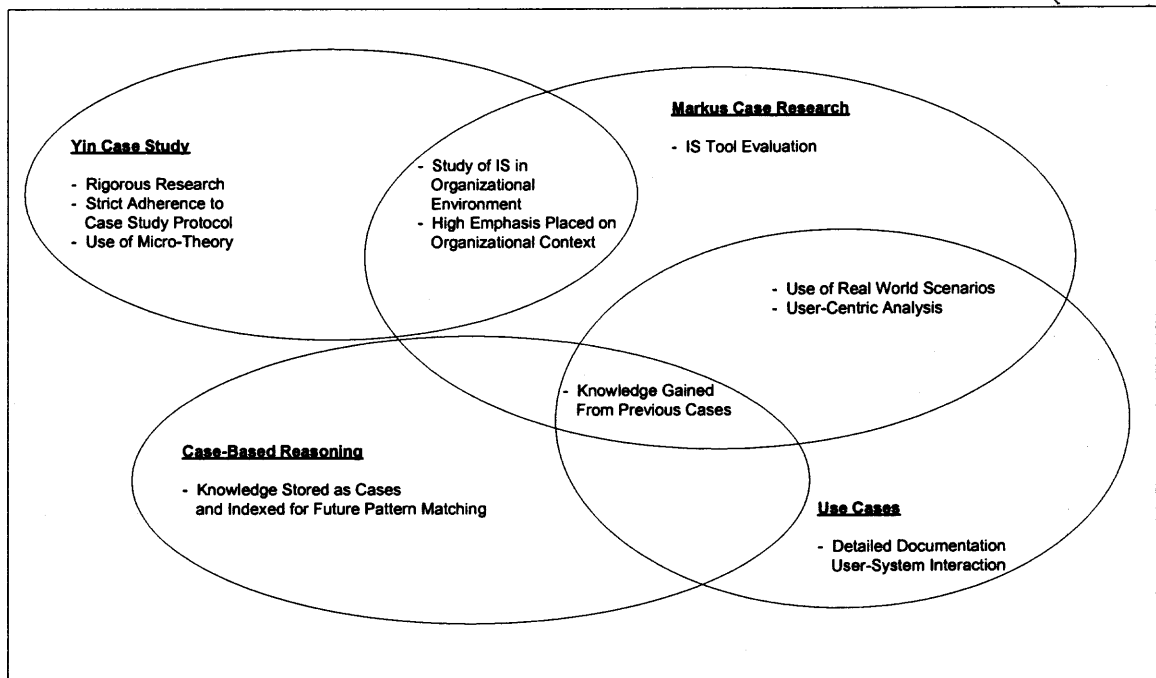 Yin Case Study
- Rigorous Research
- Strict Adherence to
Case Study Protocol
- Use of Micro-Theory
- Study of IS in
Organizational
Environment
- High Emphasis Placed on
Organizational Context
Markus Case Research
- IS Tool Evaluation
- Use of Real World Scenarios
- User-Centric Analysis
- Knowledge Gained
From Previous Cases
Case-Based Reasoning
- Knowledge Stored as Cases
and Indexed for Future Pattern Matching
Use Cases
- Detailed Documentation
User-System Interaction